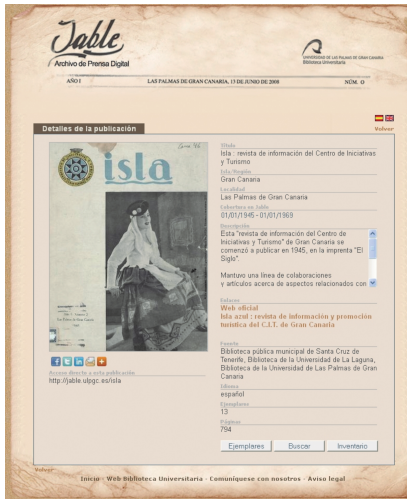 Jable
Archivo de Prensa Digital
UNIVERSIDAD DE LAS PALMAS DE GRAN CANARIA
Biblioteca Universitaria
AÑO I
LAS PALMAS DE GRAN CANARIA, 13 DE JUNIO DE 2008
NÚM. 0
Detalles de la publicación
Volver
isla
Título
Isla : revista de información del Centro de Iniciativas
y Turismo
Isla/Región
Gran Canaria
Localidad
Las Palmas de Gran Canaria
Cobertura en Jable
01/01/1945 - 01/01/1969
Descripción
Esta "revista de información del Centro de
Iniciativas y Turismo" de Gran Canaria se
comenzó a publicar en 1945, en la imprenta "El
Siglo".
Mantuvo una línea de colaboraciones
y artículos acerca de aspectos relacionados con
Enlaces
Web oficial
Isla azul : revista de información y promoción
turística del C.I.T. de Gran Canaria
Fuente
Biblioteca pública municipal de Santa Cruz de
Tenerife, Biblioteca de la Universidad de La Laguna,
Biblioteca de la Universidad de Las Palmas de Gran
Canaria
Idioma
español
Ejemplares
13
Páginas
794
Acceso directo a esta publicación
http://jable.ulpgc.es/isla
Ejemplares
Buscar
Inventario
Volver
Inicio - Web Biblioteca Universitaria - Comuníquese con nosotros - Aviso legal